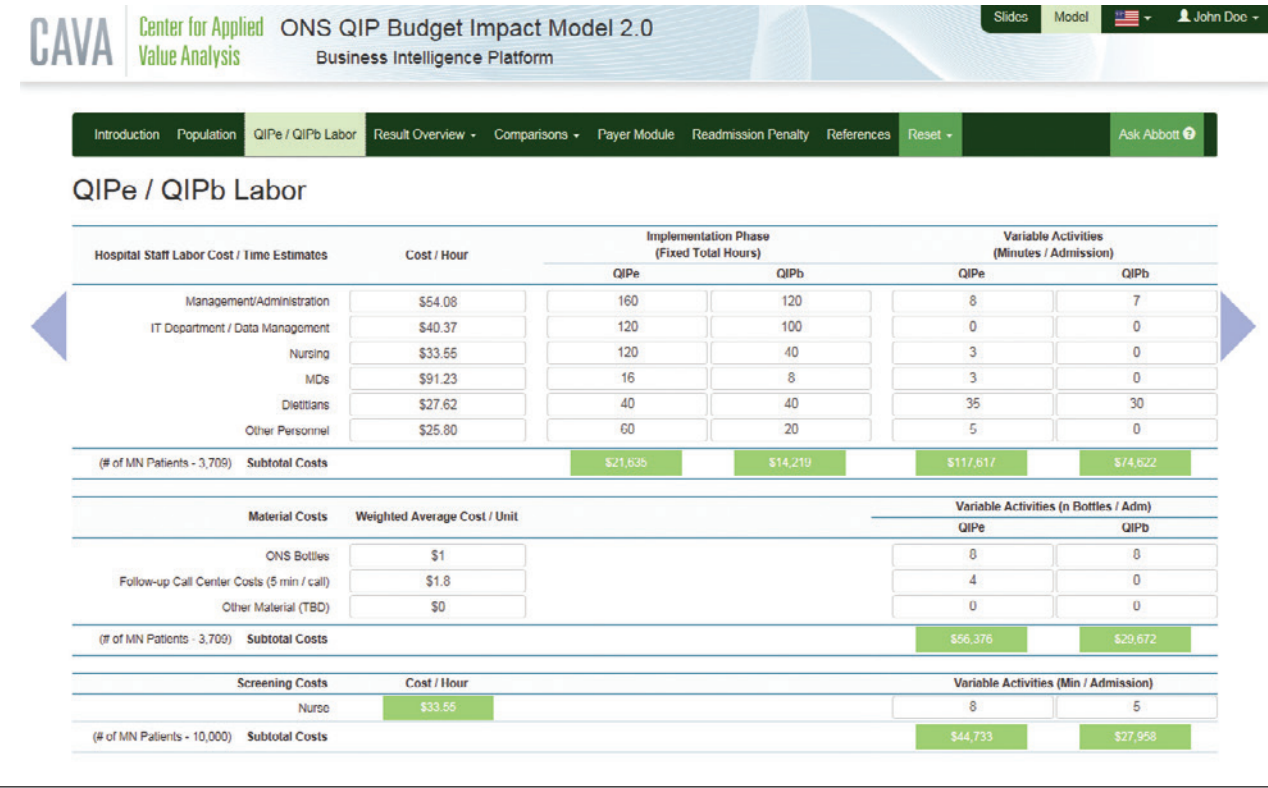 CAVA
Center for Applied
Value Analysis
ONS QIP Budget Impact Model 2.0
Business Intelligence Platform
Slides Model John Doe
Introduction Population QIPe / QIPb Labor Result Overview Comparisons Payer Module Readmission Penalty References Reset Ask Abbott ?
QIPe / QIPb Labor
Implementation Phase Variable Activities
Hospital Staff Labor Cost / Time Estimates Cost / Hour (Fixed Total Hours) (Minutes / Admission)
QIPe QIPb QIPe QIPb
Management/Administration $54.08 160 120 8 7
IT Department / Data Management $40.37 120 100 0 0
Nursing $33.55 120 40 3 0
MDs $91.23 16 8 3 0
Dietitians $27.62 40 40 35 30
Other Personnel $25.80 60 20 5 0
(# of MN Patients - 3,709) Subtotal Costs $21,635 $14,219 $117,617 $74,622
Material Costs Weighted Average Cost / Unit Variable Activities (n Bottles / Adm)
QIPe QIPb
ONS Bottles $1 8 8
Follow-up Call Center Costs (5 min / call) $1.8 4 0
Other Material (TBD) $0 0 0
(# of MN Patients - 3,709) Subtotal Costs $56,376 $29,672
Screening Costs Cost / Hour Variable Activities (Min / Admission)
Nurse $33.55 8 5
(# of MN Patients - 10,000) Subtotal Costs $44,733 $27,958